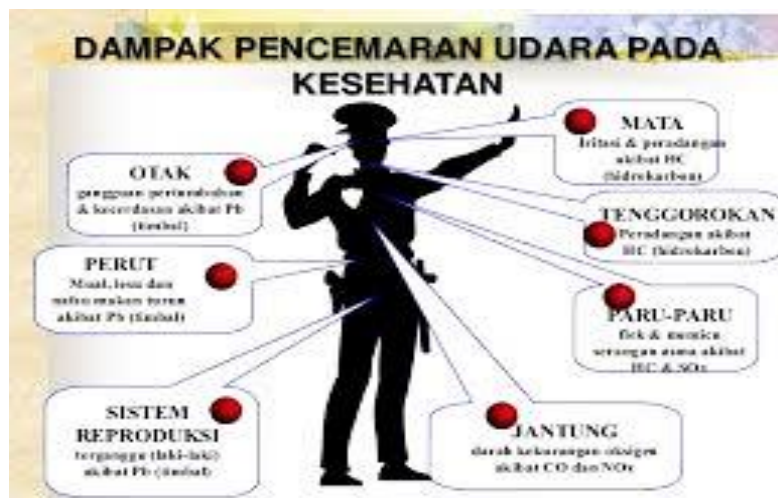 DAMPAK PENCEMARAN UDARA PADA
KESEHATAN
MATA
Iritasi & peradangan
akibat HC
(hidrokarbon)
OTAK
gangguan pertumbuhan
& kecerdasan akibat Pb
(timbal)
TENGGOROKAN
Peradangan akibat
HC (hidrokarbon)
PERUT
Mual, lesu dan
nafsu makan turun
akibat Pb (timbal)
PARU-PARU
& memicu
serangan asma akibat
HC & SOx
SISTEM
REPRODUKSI
terganggu (laki-laki)
akibat Pb (timbal)
JANTUNG
darah kekurangan oksigen
akibat CO dan NOx